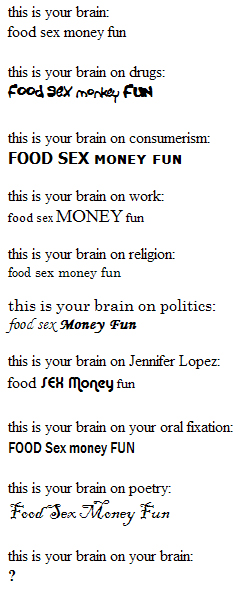 this is your brain:
food sex money fun
this is your brain on drugs:
Food Sex monkey FUN
this is your brain on consumerism:
FOOD SEX MONEY FUN
this is your brain on work:
food sex MONEY fun
this is your brain on religion:
food sex money fun
this is your brain on politics:
food sex Money Fun
this is your brain on Jennifer Lopez:
food SEX Money fun
this is your brain on your oral fixation:
FOOD Sex money FUN
this is your brain on poetry:
Food Sex Money Fun
this is your brain on your brain:
?